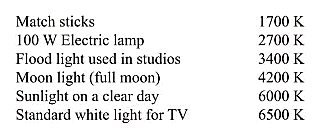 Match sticks 1700 K
100 W Electric lamp 2700 K
Flood light used in studios 3400 K
Moon light (full moon) 4200 K
Sunlight on a clear day 6000 K
Standard white light for TV 6500 K